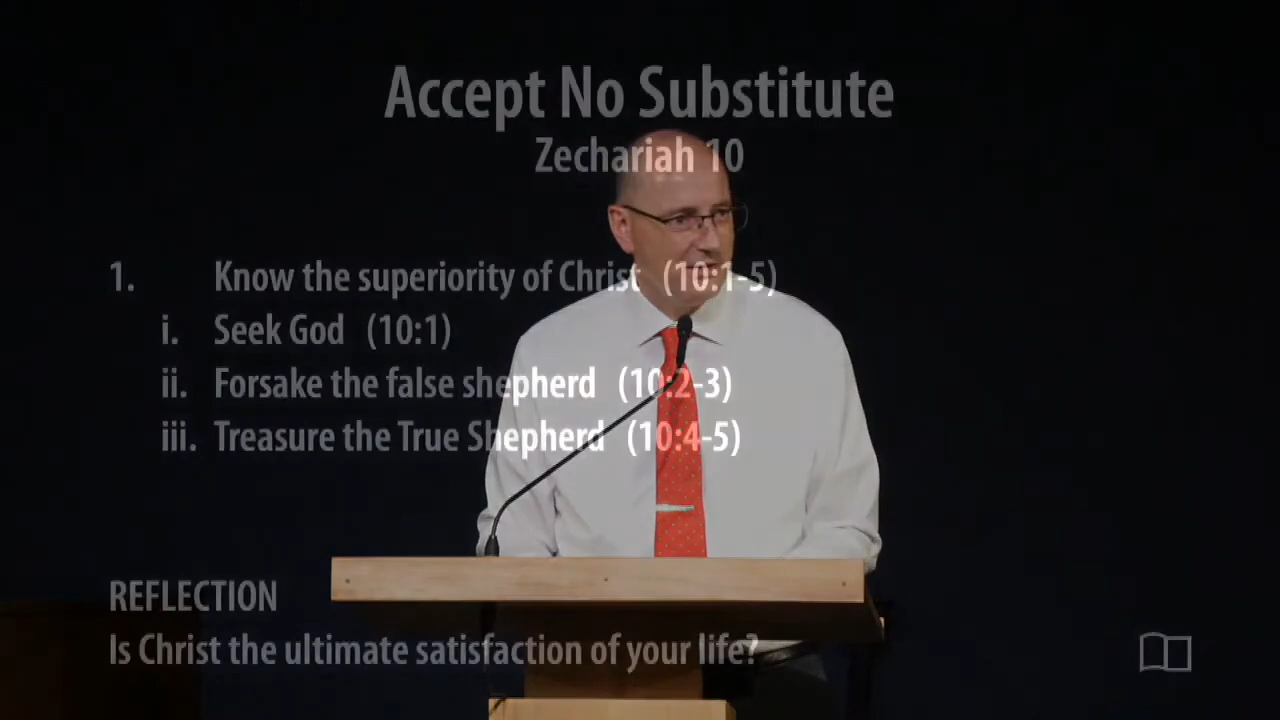 Accept No Substitute
Zechariah 10
1. Know the superiority of Christ (10:1-5)
i. Seek God (10:1)
ii. Forsake the false shepherd (10:2-3)
iii. Treasure the True Shepherd (10:4-5)
REFLECTION
Is Christ the ultimate satisfaction of your life?